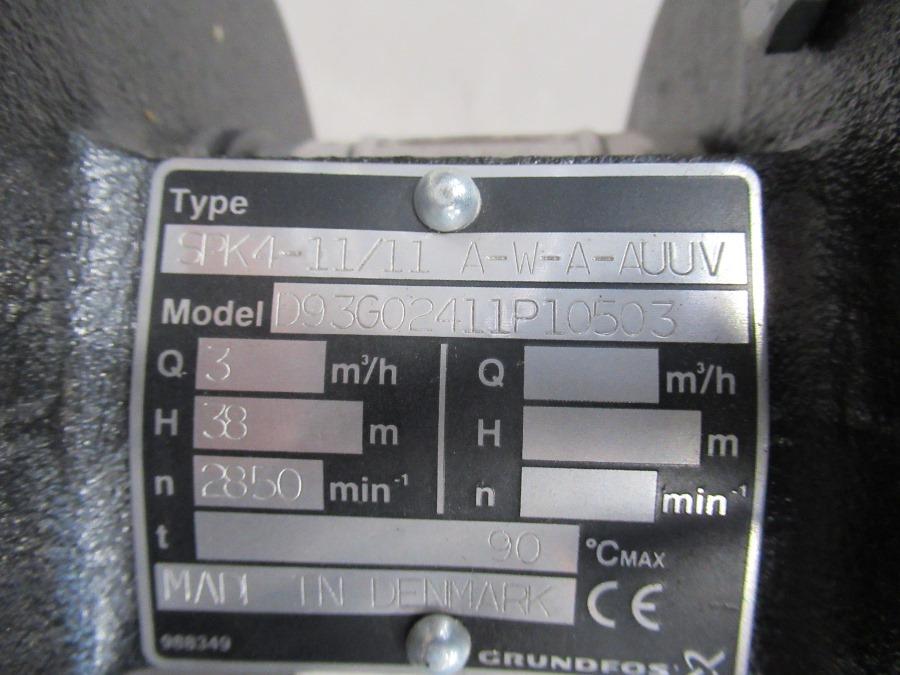 Type
SPK4-11/11 A-W-A-AUUV
Model D93G02411P10503
Q 3 m³/h Q m³/h
H 38 m H m
n 2850 min⁻¹ n min⁻¹
t 90 °CMAX
MADE IN DENMARK CE
988349
GRUNDFOS